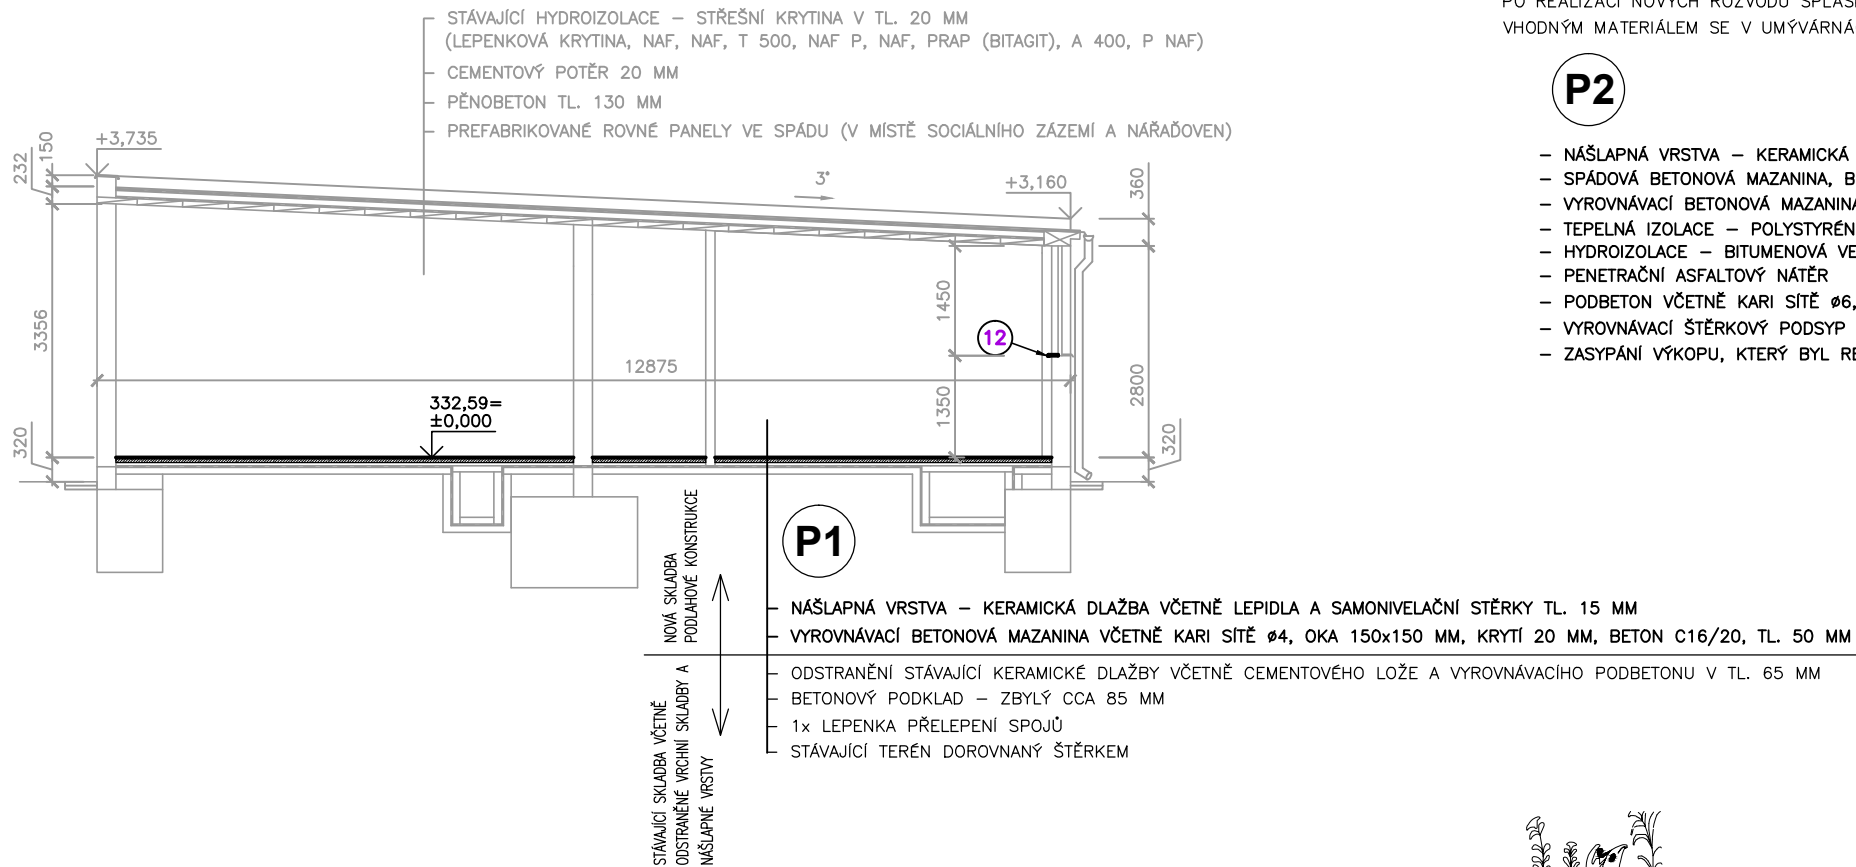 STÁVAJÍCÍ HYDROIZOLACE – STŘEŠNÍ KRYTINA V TL. 20 MM
(LEPENKOVÁ KRYTINA, NAF, NAF, T 500, NAF P, NAF, PRAP (BITAGIT), A 400, P NAF)
CEMENTOVÝ POTĚR 20 MM
PĚNOBETON TL. 130 MM
PREFABRIKOVANÉ ROVNÉ PANELY VE SPÁDU (V MÍSTĚ SOCIÁLNÍHO ZÁZEMÍ A NÁŘAĎOVEN)
232
150
+3,735
3°
+3,160
360
3356
1450
12
12875
1350
2800
332,59=
±0,000
320
320
P1
NOVÁ SKLADBA
PODLAHOVÉ KONSTRUKCE
NÁŠLAPNÁ VRSTVA – KERAMICKÁ DLAŽBA VČETNĚ LEPIDLA A SAMONIVELAČNÍ STĚRKY TL. 15 MM
VYROVNÁVACÍ BETONOVÁ MAZANINA VČETNĚ KARI SÍTĚ ø4, OKA 150x150 MM, KRYTÍ 20 MM, BETON C16/20, TL. 50 MM
STÁVAJÍCÍ SKLADBA VČETNĚ
ODSTRANĚNÉ VRCHNÍ SKLADBY A
NÁŠLAPNÉ VRSTVY
ODSTRANĚNÍ STÁVAJÍCÍ KERAMICKÉ DLAŽBY VČETNĚ CEMENTOVÉHO LOŽE A VYROVNÁVACÍHO PODBETONU V TL. 65 MM
BETONOVÝ PODKLAD – ZBYLÝ CCA 85 MM
1x LEPENKA PŘELEPENÍ SPOJŮ
STÁVAJÍCÍ TERÉN DOROVNANÝ ŠTĚRKEM
PO REALIZACI NOVÝCH ROZVODŮ
VHODNÝM MATERIÁLEM SE V
P2
– NÁŠLAPNÁ VRSTVA – KERAMICKÁ
– SPÁDOVÁ BETONOVÁ MAZANINA,
– VYROVNÁVACÍ BETONOVÁ MAZANINA
– TEPELNÁ IZOLACE – POLYSTYRÉN
– HYDROIZOLACE – BITUMENOVÁ
– PENETRAČNÍ ASFALTOVÝ NÁTĚR
– PODBETON VČETNĚ KARI SÍTĚ ø6,
– VYROVNÁVACÍ ŠTĚRKOVÝ PODSYP
– ZASYPÁNÍ VÝKOPU, KTERÝ BYL